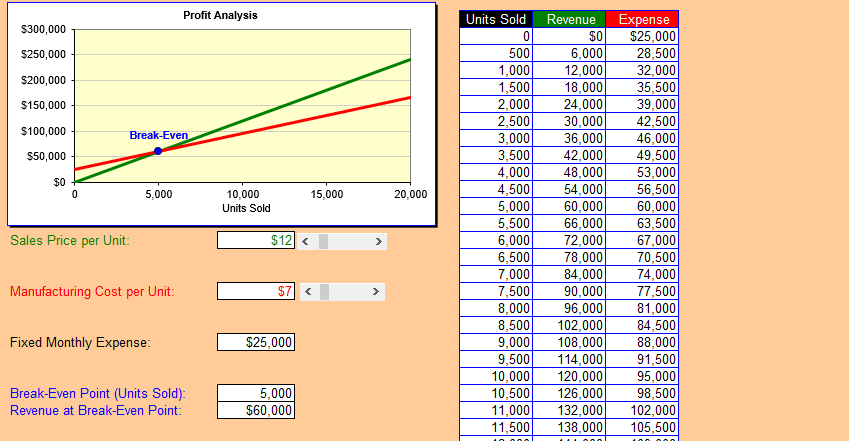 Profit Analysis
$300,000
$250,000
$200,000
$150,000
$100,000
$50,000
$0
Break-Even
0 5,000 10,000 15,000 20,000
Units Sold
Sales Price per Unit: $12
Manufacturing Cost per Unit: $7
Fixed Monthly Expense: $25,000
Break-Even Point (Units Sold): 5,000
Revenue at Break-Even Point: $60,000
Units Sold Revenue Expense
0 $0 $25,000
500 6,000 28,500
1,000 12,000 32,000
1,500 18,000 35,500
2,000 24,000 39,000
2,500 30,000 42,500
3,000 36,000 46,000
3,500 42,000 49,500
4,000 48,000 53,000
4,500 54,000 56,500
5,000 60,000 60,000
5,500 66,000 63,500
6,000 72,000 67,000
6,500 78,000 70,500
7,000 84,000 74,000
7,500 90,000 77,500
8,000 96,000 81,000
8,500 102,000 84,500
9,000 108,000 88,000
9,500 114,000 91,500
10,000 120,000 95,000
10,500 126,000 98,500
11,000 132,000 102,000
11,500 138,000 105,500